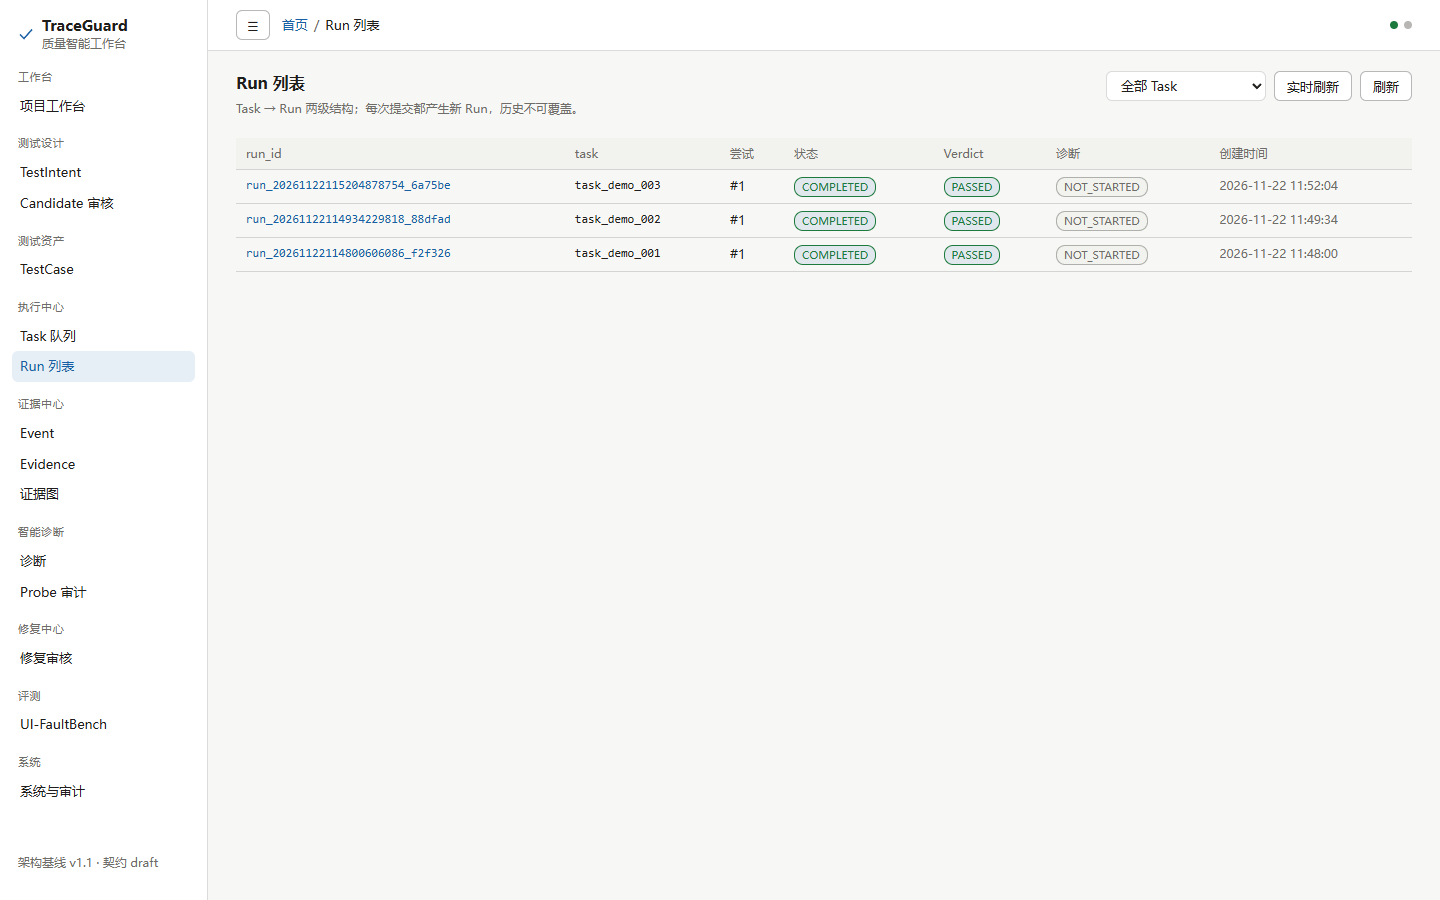 TraceGuard
质量智能工作台
工作台
项目工作台
测试设计
TestIntent
Candidate 审核
测试资产
TestCase
执行中心
Task 队列
Run 列表
证据中心
Event
Evidence
证据图
智能诊断
诊断
Probe 审计
修复中心
修复审核
评测
UI-FaultBench
系统
系统与审计
架构基线 v1.1 · 契约 draft
首页 / Run 列表
Run 列表
Task → Run 两级结构；每次提交都产生新 Run，历史不可覆盖。
全部 Task 实时刷新 刷新
run_id task 尝试 状态 Verdict 诊断 创建时间
run_20261122115204878754_6a75be task_demo_003 #1 COMPLETED PASSED NOT_STARTED 2026-11-22 11:52:04
run_20261122114934229818_88dfad task_demo_002 #1 COMPLETED PASSED NOT_STARTED 2026-11-22 11:49:34
run_20261122114800606086_f2f326 task_demo_001 #1 COMPLETED PASSED NOT_STARTED 2026-11-22 11:48:00